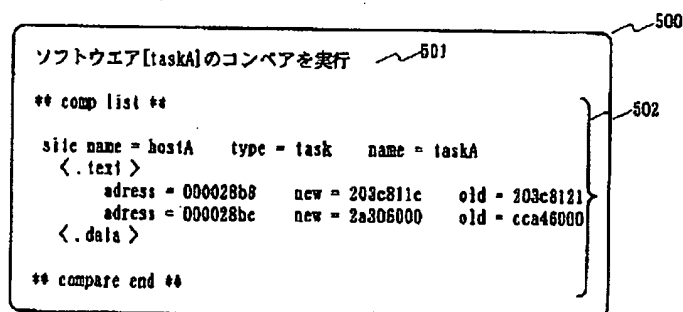 500
ソフトウエア[taskA]のコンペアを実行 501
** comp list **
502
site name = hostA type = task name = taskA
<.text>
adress = 000028b8 new = 203c811c old = 203c8121
adress = 000028bc new = 2a306000 old = cca46000
<.data>
** compare end **